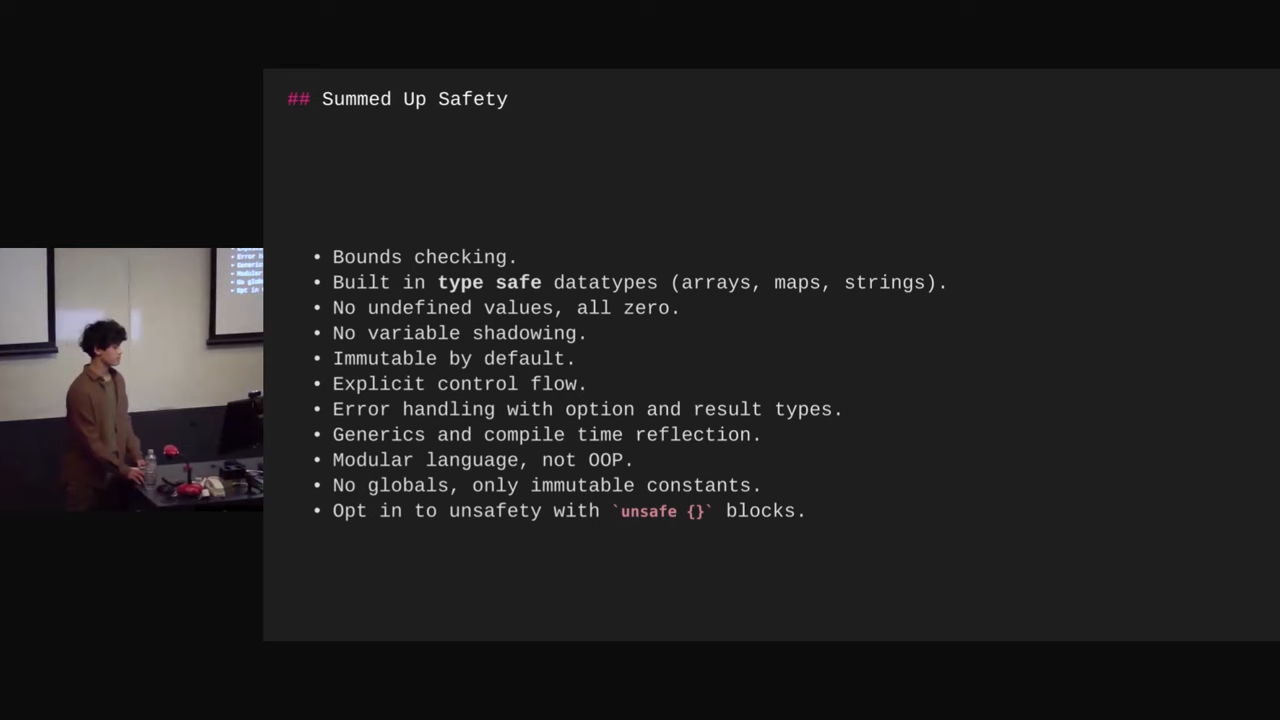 ## Summed Up Safety
• Bounds checking.
• Built in type safe datatypes (arrays, maps, strings).
• No undefined values, all zero.
• No variable shadowing.
• Immutable by default.
• Explicit control flow.
• Error handling with option and result types.
• Generics and compile time reflection.
• Modular language, not OOP.
• No globals, only immutable constants.
• Opt in to unsafety with `unsafe {}` blocks.